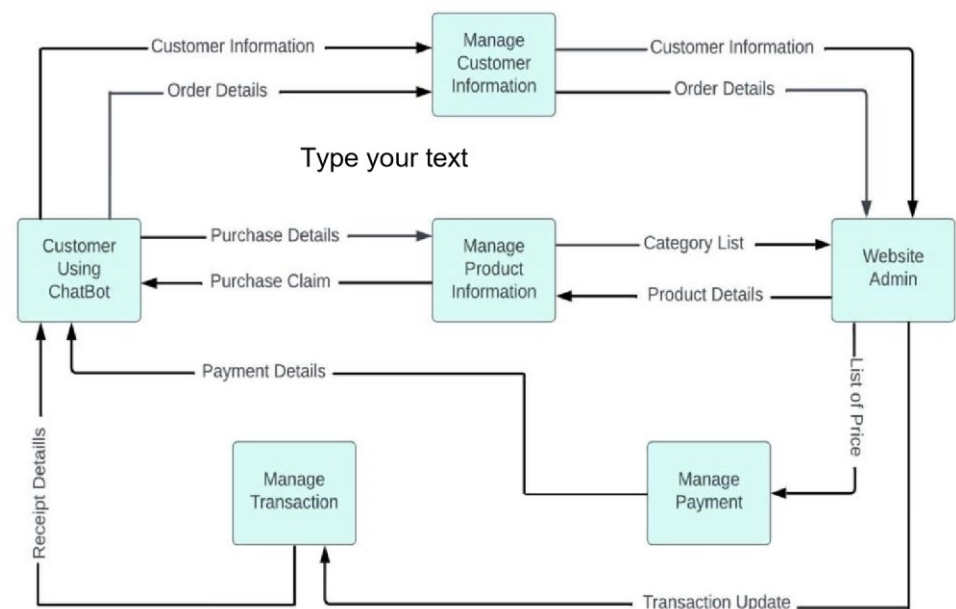 Customer Information
Manage
Customer
Information
Customer Information
Order Details
Order Details
Type your text
Customer
Using
ChatBot
Purchase Details
Purchase Claim
Manage
Product
Information
Category List
Product Details
Website
Admin
Payment Details
List of Price
Receipt Detaills
Manage
Transaction
Manage
Payment
Transaction Update